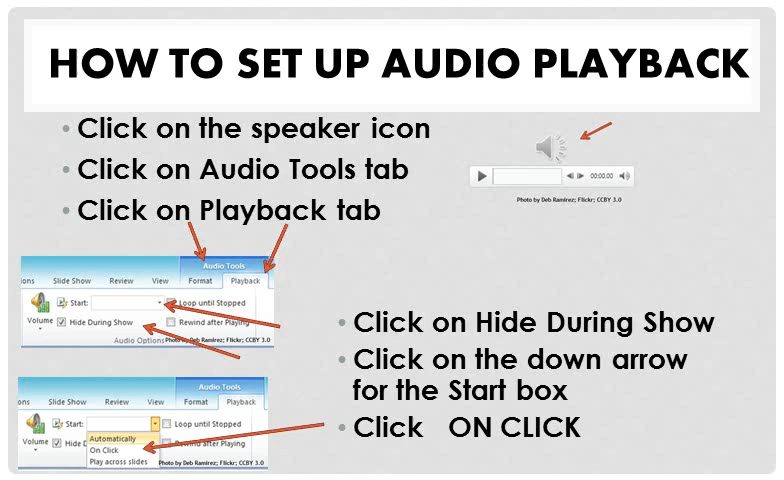 HOW TO SET UP AUDIO PLAYBACK
• Click on the speaker icon
• Click on Audio Tools tab
• Click on Playback tab
00:00.00
Photo by Deb Ramirez; Flickr; CCBY 3.0
Audio Tools
ons Slide Show Review View Format Playback
Start: Loop until Stopped
Volume Hide During Show Rewind after Playing
Audio Options Photo by Deb Ramirez; Flickr; CCBY 3.0
• Click on Hide During Show
• Click on the down arrow
for the Start box
• Click ON CLICK
Audio Tools
ons Slide Show Review View Format Playback
Start: Loop until Stopped
Automatically
Volume Hide D Rewind after Playing
On Click
Play across slides Photo by Deb Ramirez; Flickr; CCBY 3.0